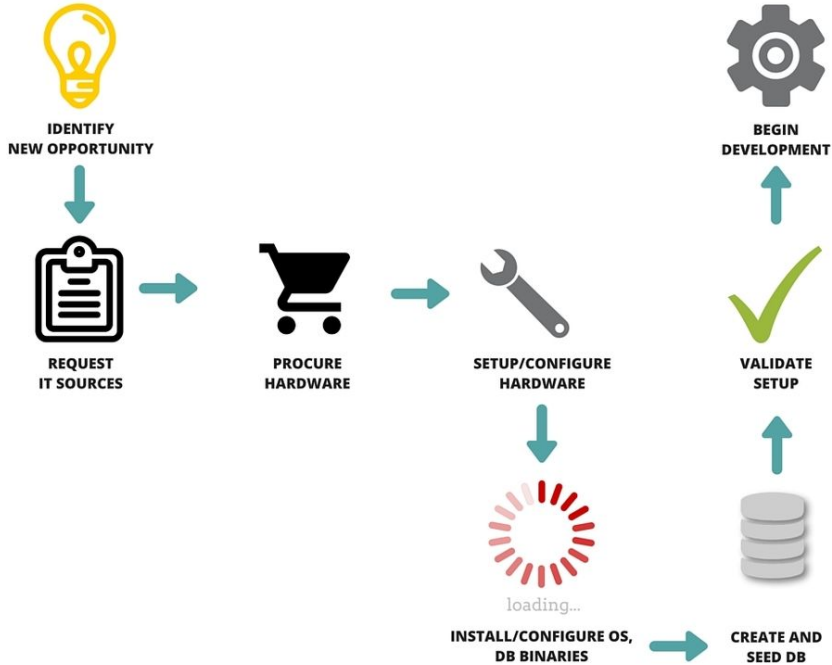 IDENTIFY
NEW OPPORTUNITY
BEGIN
DEVELOPMENT
REQUEST
IT SOURCES
PROCURE
HARDWARE
SETUP/CONFIGURE
HARDWARE
VALIDATE
SETUP
loading...
INSTALL/CONFIGURE OS,
DB BINARIES
CREATE AND
SEED DB